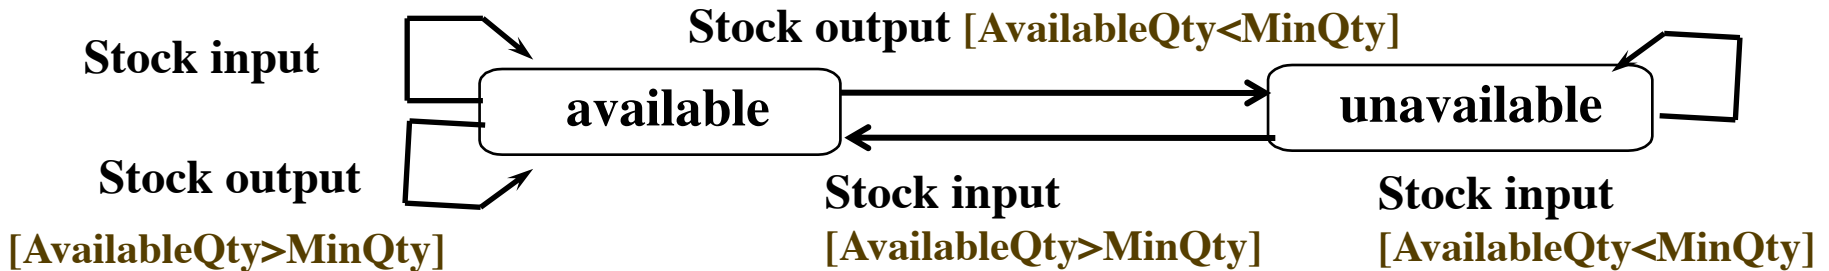 Stock output [AvailableQty<MinQty]
Stock input
available
unavailable
Stock output
[AvailableQty>MinQty]
Stock input
[AvailableQty>MinQty]
Stock input
[AvailableQty<MinQty]